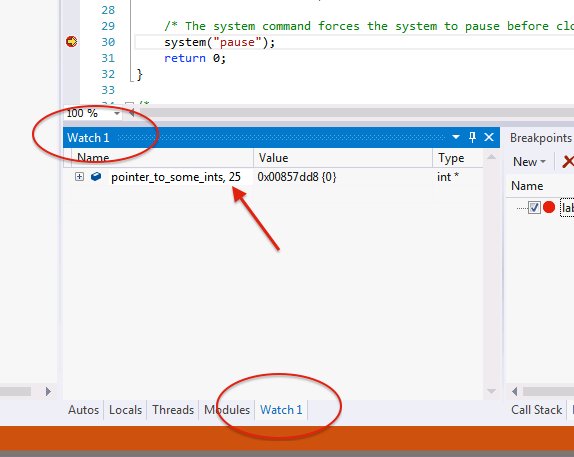 28
29 /* The system command forces the system to pause before clo
30 system("pause");
31 return 0;
32 }
33
/*
100 %
Watch 1
Name Value Type
pointer_to_some_ints, 25 0x00857dd8 {0} int *
Breakpoints
New
Name
lab
Autos Locals Threads Modules Watch 1
Call Stack